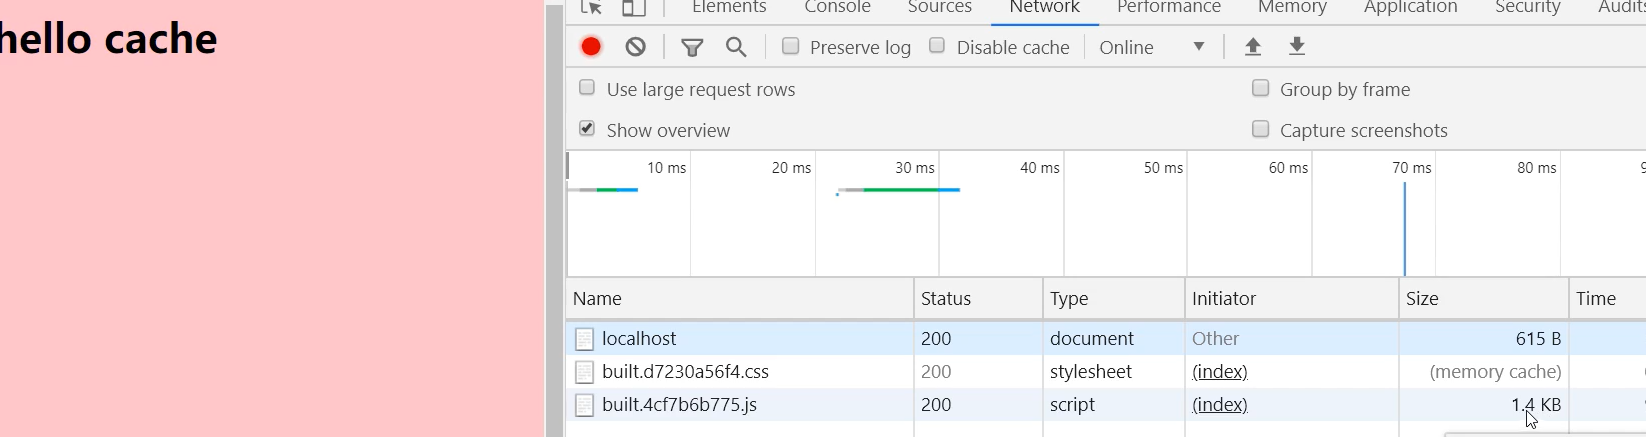 hello cache
Elements Console Sources Network Performance Memory Application Security Audits
Preserve log Disable cache Online
Use large request rows Group by frame
Show overview Capture screenshots
10 ms 20 ms 30 ms 40 ms 50 ms 60 ms 70 ms 80 ms 9
Name Status Type Initiator Size Time
localhost 200 document Other 615 B
built.d7230a56f4.css 200 stylesheet (index) (memory cache)
built.4cf7b6b775.js 200 script (index) 1.4 KB